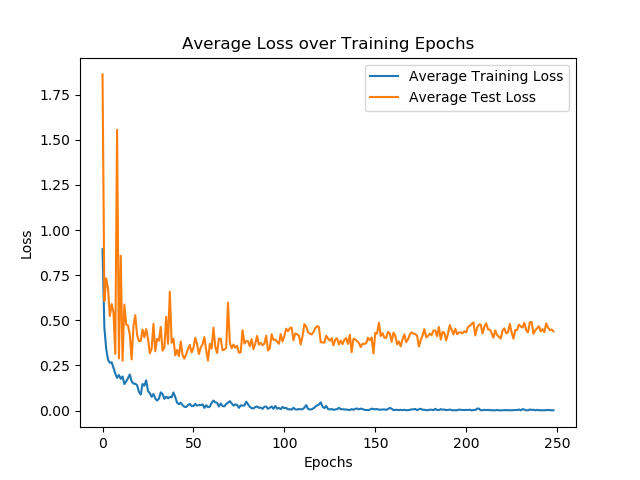 Average Loss over Training Epochs
Average Training Loss
Average Test Loss
Loss
1.75
1.50
1.25
1.00
0.75
0.50
0.25
0.00
0 50 100 150 200 250
Epochs